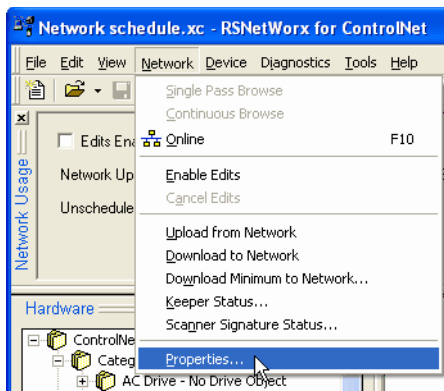 Network schedule.xc - RSNetWorx for ControlNet
File Edit View Network Device Diagnostics Tools Help
Single Pass Browse
Continuous Browse
Edits Ena
Online F10
Network Up
Enable Edits
Cancel Edits
Unschedule
Upload from Network
Download to Network
Network Usage
Download Minimum to Network...
Keeper Status...
Hardware
Scanner Signature Status...
ControlNe
Categ
Properties...
AC Drive - No Drive Object